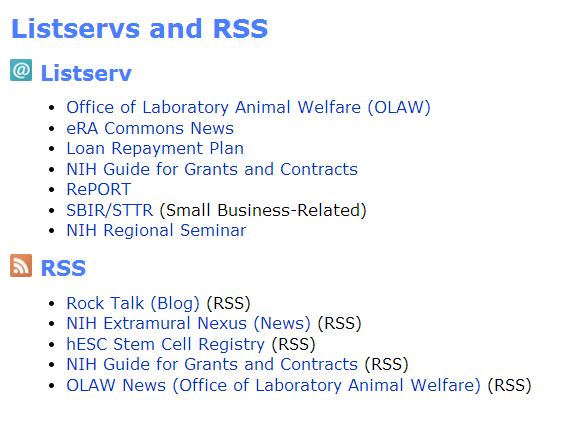 Listservs and RSS
@ Listserv
• Office of Laboratory Animal Welfare (OLAW)
• eRA Commons News
• Loan Repayment Plan
• NIH Guide for Grants and Contracts
• RePORT
• SBIR/STTR (Small Business-Related)
• NIH Regional Seminar
RSS
• Rock Talk (Blog) (RSS)
• NIH Extramural Nexus (News) (RSS)
• hESC Stem Cell Registry (RSS)
• NIH Guide for Grants and Contracts (RSS)
• OLAW News (Office of Laboratory Animal Welfare) (RSS)